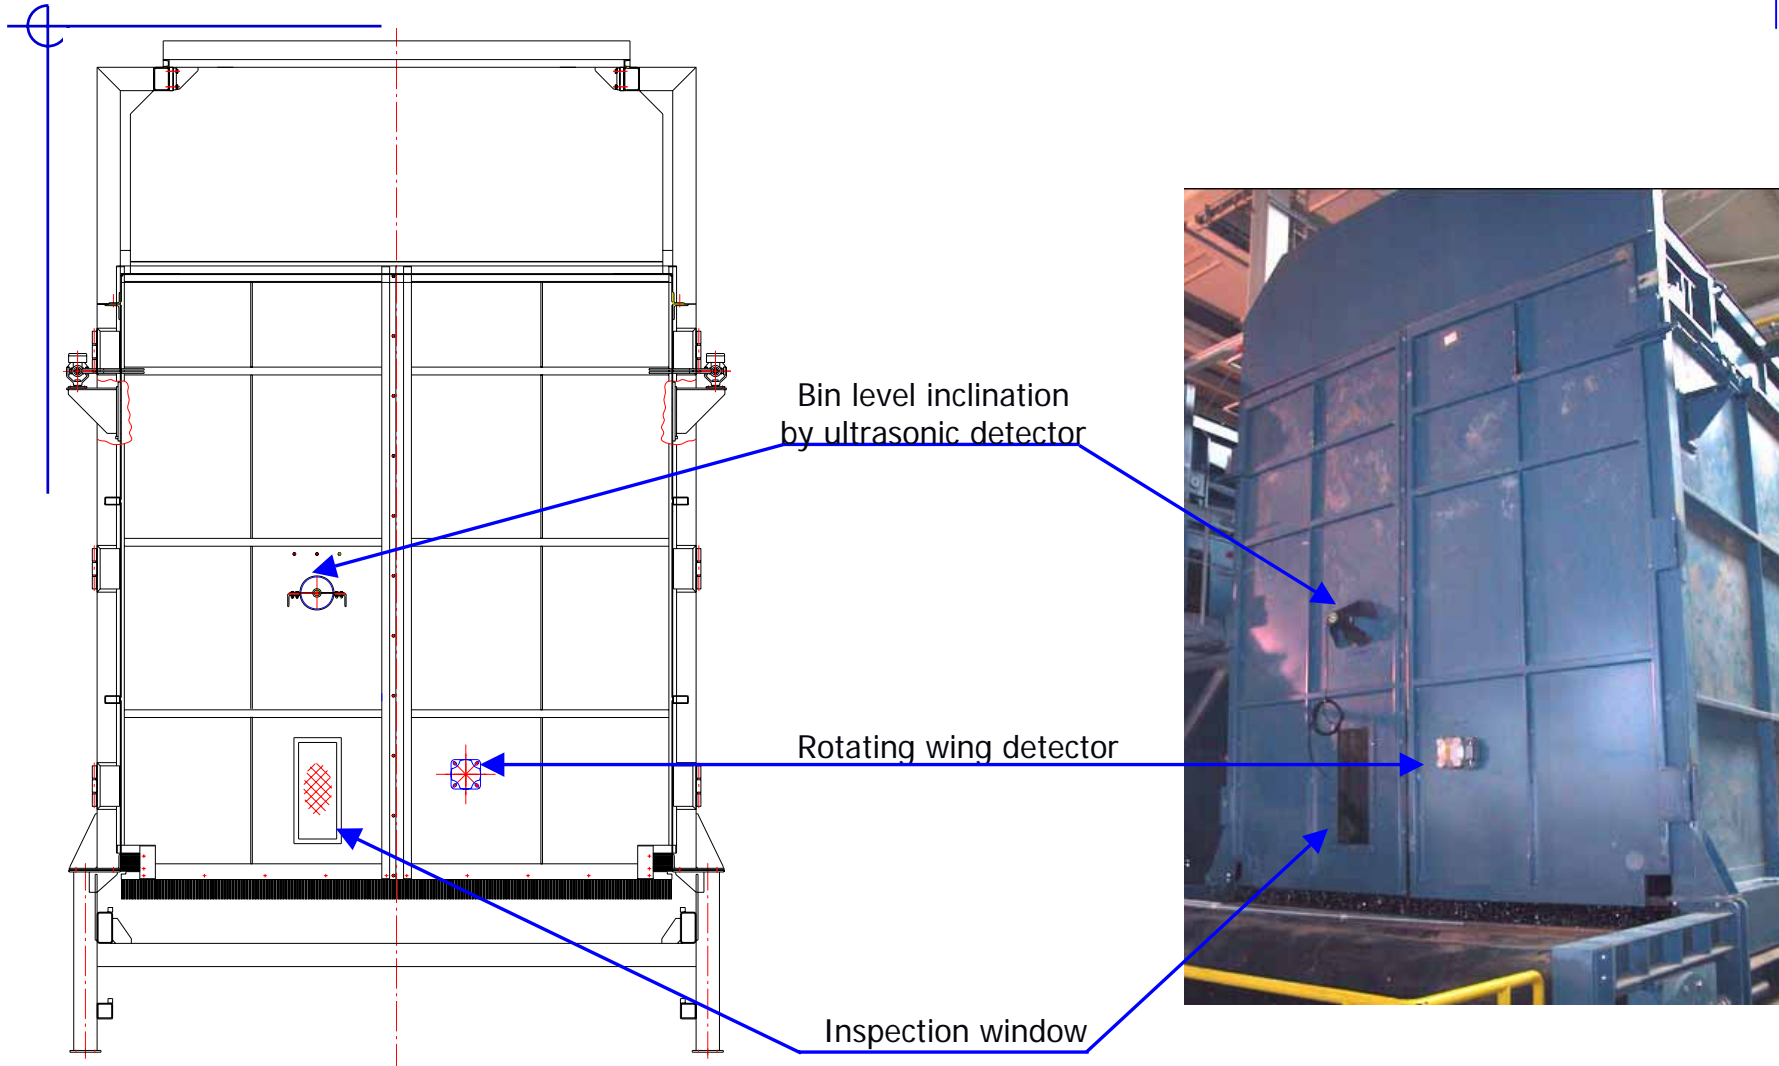 Bin level inclination
by ultrasonic detector
Rotating wing detector
Inspection window